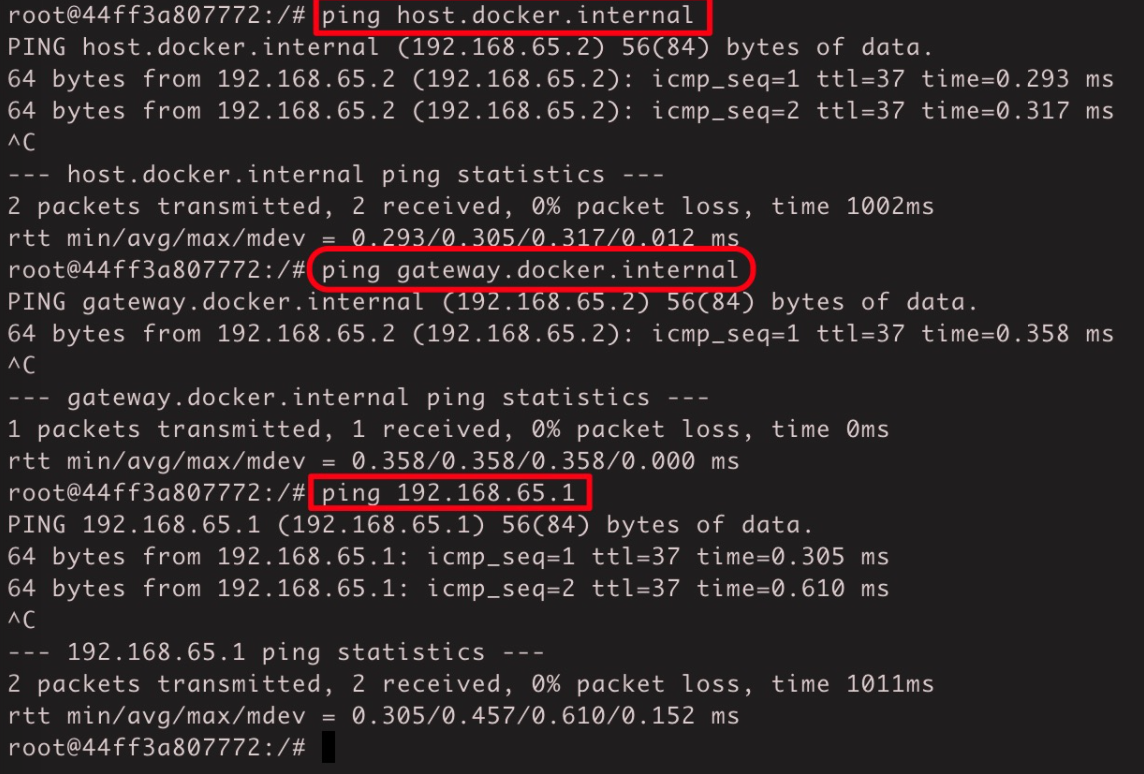 root@44ff3a807772:/# ping host.docker.internal
PING host.docker.internal (192.168.65.2) 56(84) bytes of data.
64 bytes from 192.168.65.2 (192.168.65.2): icmp_seq=1 ttl=37 time=0.293 ms
64 bytes from 192.168.65.2 (192.168.65.2): icmp_seq=2 ttl=37 time=0.317 ms
^C
--- host.docker.internal ping statistics ---
2 packets transmitted, 2 received, 0% packet loss, time 1002ms
rtt min/avg/max/mdev = 0.293/0.305/0.317/0.012 ms
root@44ff3a807772:/# ping gateway.docker.internal
PING gateway.docker.internal (192.168.65.2) 56(84) bytes of data.
64 bytes from 192.168.65.2 (192.168.65.2): icmp_seq=1 ttl=37 time=0.358 ms
^C
--- gateway.docker.internal ping statistics ---
1 packets transmitted, 1 received, 0% packet loss, time 0ms
rtt min/avg/max/mdev = 0.358/0.358/0.358/0.000 ms
root@44ff3a807772:/# ping 192.168.65.1
PING 192.168.65.1 (192.168.65.1) 56(84) bytes of data.
64 bytes from 192.168.65.1: icmp_seq=1 ttl=37 time=0.305 ms
64 bytes from 192.168.65.1: icmp_seq=2 ttl=37 time=0.610 ms
^C
--- 192.168.65.1 ping statistics ---
2 packets transmitted, 2 received, 0% packet loss, time 1011ms
rtt min/avg/max/mdev = 0.305/0.457/0.610/0.152 ms
root@44ff3a807772:/#